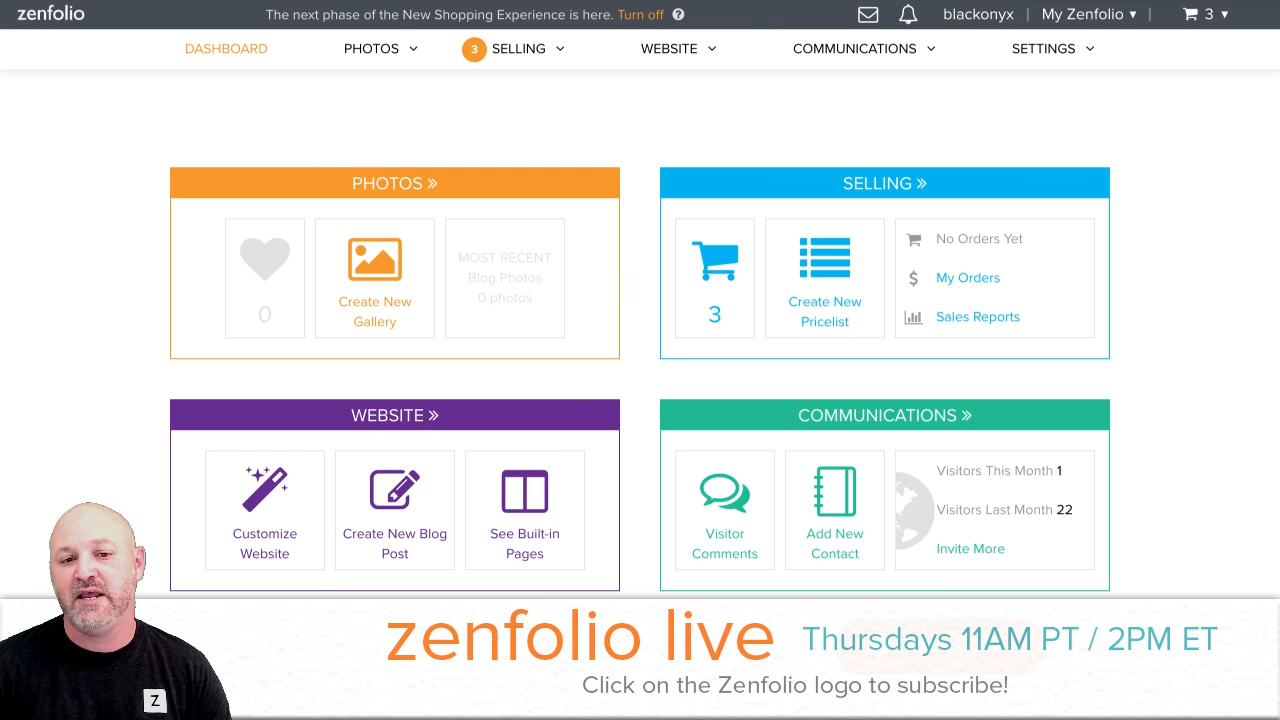 zenfolio
The next phase of the New Shopping Experience is here. Turn off ?
blackonyx | My Zenfolio ▼ | 3 ▼
DASHBOARD
PHOTOS
3 SELLING
WEBSITE
COMMUNICATIONS
SETTINGS
PHOTOS »
0
Create New
Gallery
MOST RECENT
Blog Photos
0 photos
SELLING »
3
Create New
Pricelist
No Orders Yet
$ My Orders
Sales Reports
WEBSITE »
Customize
Website
Create New Blog
Post
See Built-in
Pages
COMMUNICATIONS »
Visitor
Comments
Add New
Contact
Visitors This Month 1
Visitors Last Month 22
Invite More
Z
zenfolio live
Thursdays 11AM PT / 2PM ET
Click on the Zenfolio logo to subscribe!